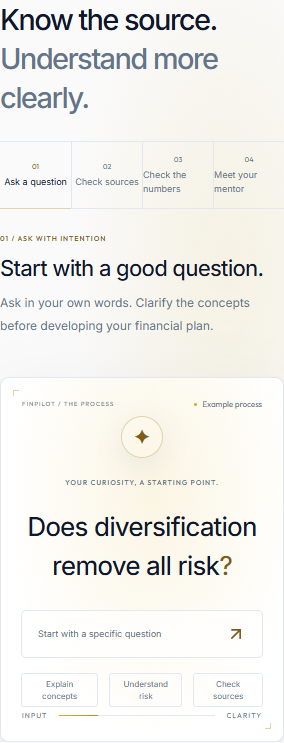 Know the source.
Understand more
clearly.
01
Ask a question
02
Check sources
03
Check the
numbers
04
Meet your
mentor
01 / ASK WITH INTENTION
Start with a good question.
Ask in your own words. Clarify the concepts
before developing your financial plan.
FINPILOT / THE PROCESS
Example process
YOUR CURIOSITY, A STARTING POINT.
Does diversification
remove all risk?
Start with a specific question
Explain
concepts
Understand
risk
Check
sources
INPUT
CLARITY